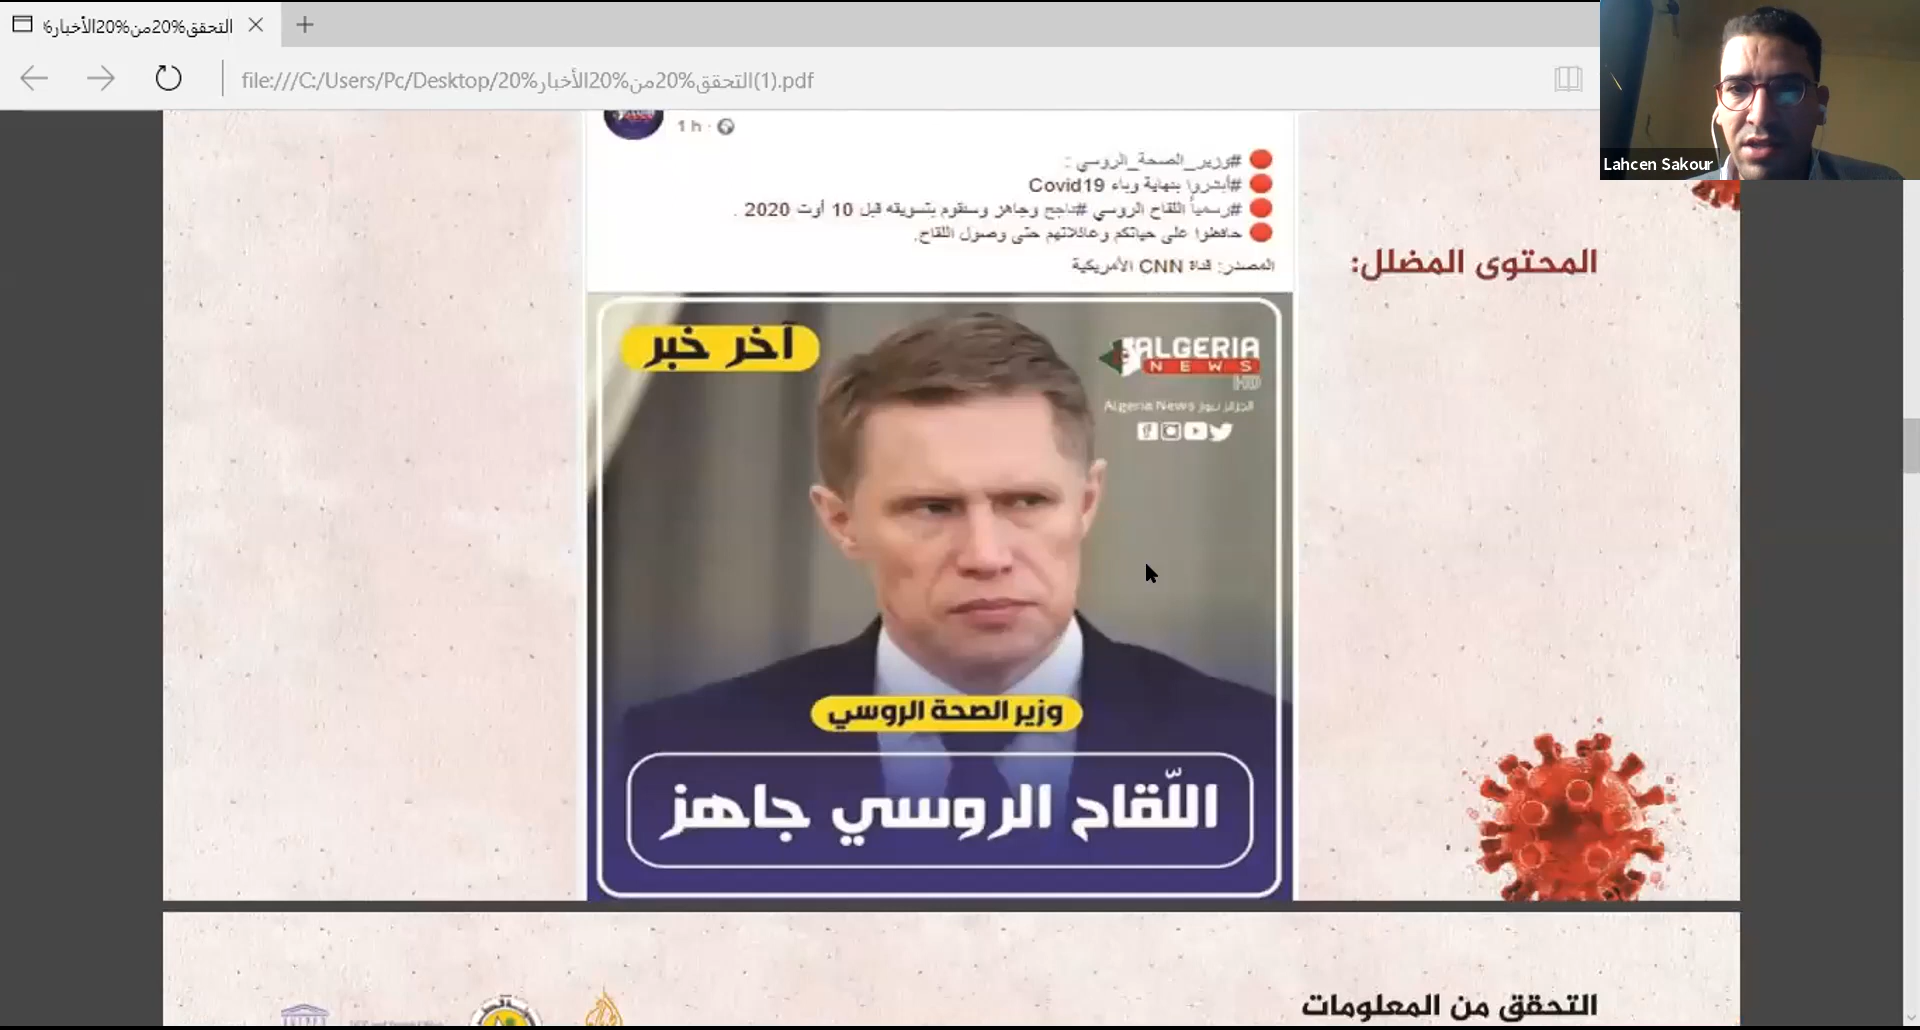 التحقق%20من%20الأخبار%
file:///C:/Users/Pc/Desktop/التحقق%20من%20الأخبار%20(1).pdf
Lahcen Sakour
1 h ·
#وزير_الصحة_الروسي :
#أبشروا بنهاية وباء Covid19
#رسمياً اللقاح الروسي #ناجح وجاهز وسنقوم بتسويقه قبل 10 أوت 2020 .
حافظوا على حياتكم وعائلاتهم حتى وصول اللقاح.
المصدر: قناة CNN الأمريكية
المحتوى المضلل:
آخر خبر
ALGERIA
NEWS
HD
الجزائر نيوز Algeria News
وزير الصحة الروسي
اللّقاح الروسي جاهز
التحقق من المعلومات